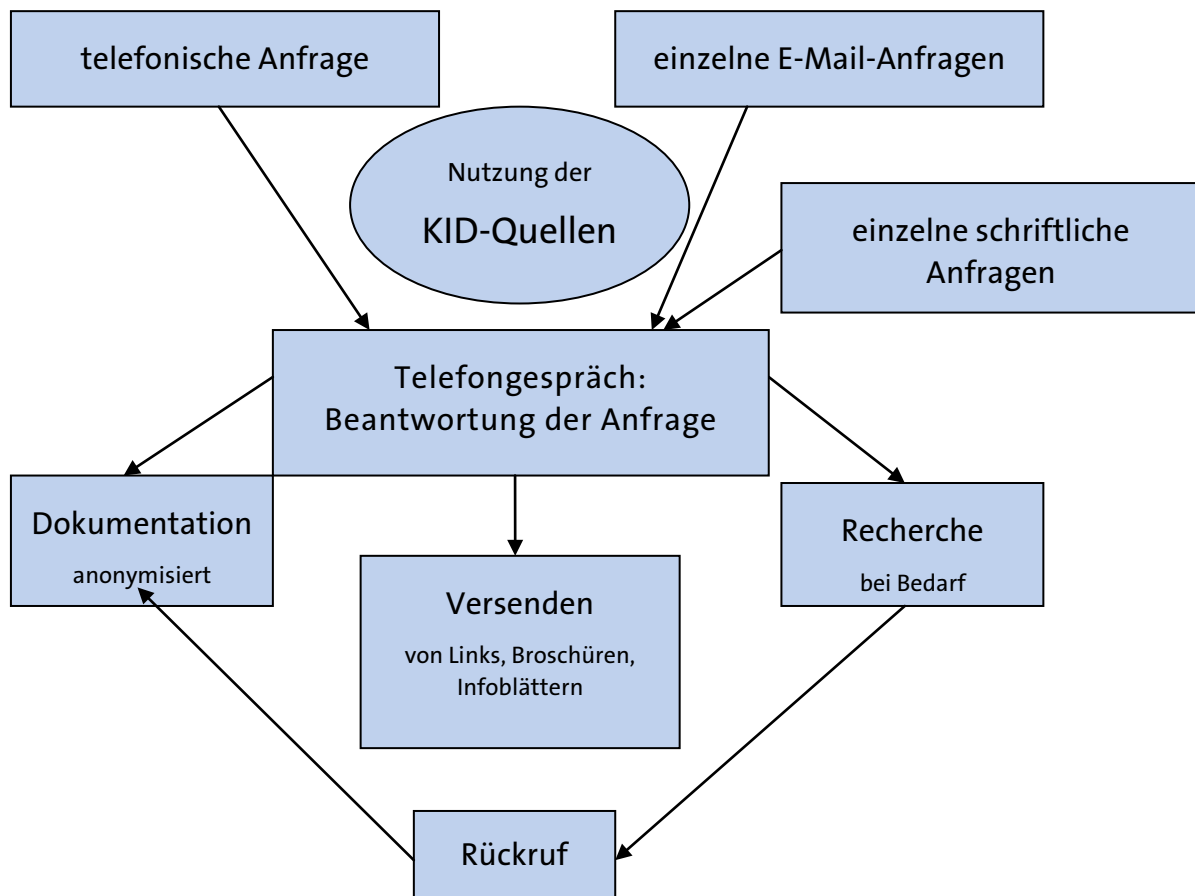 telefonische Anfrage
einzelne E-Mail-Anfragen
Nutzung der
KID-Quellen
einzelne schriftliche
Anfragen
Telefongespräch:
Beantwortung der Anfrage
Dokumentation
anonymisiert
Versenden
von Links, Broschüren,
Infoblättern
Recherche
bei Bedarf
Rückruf